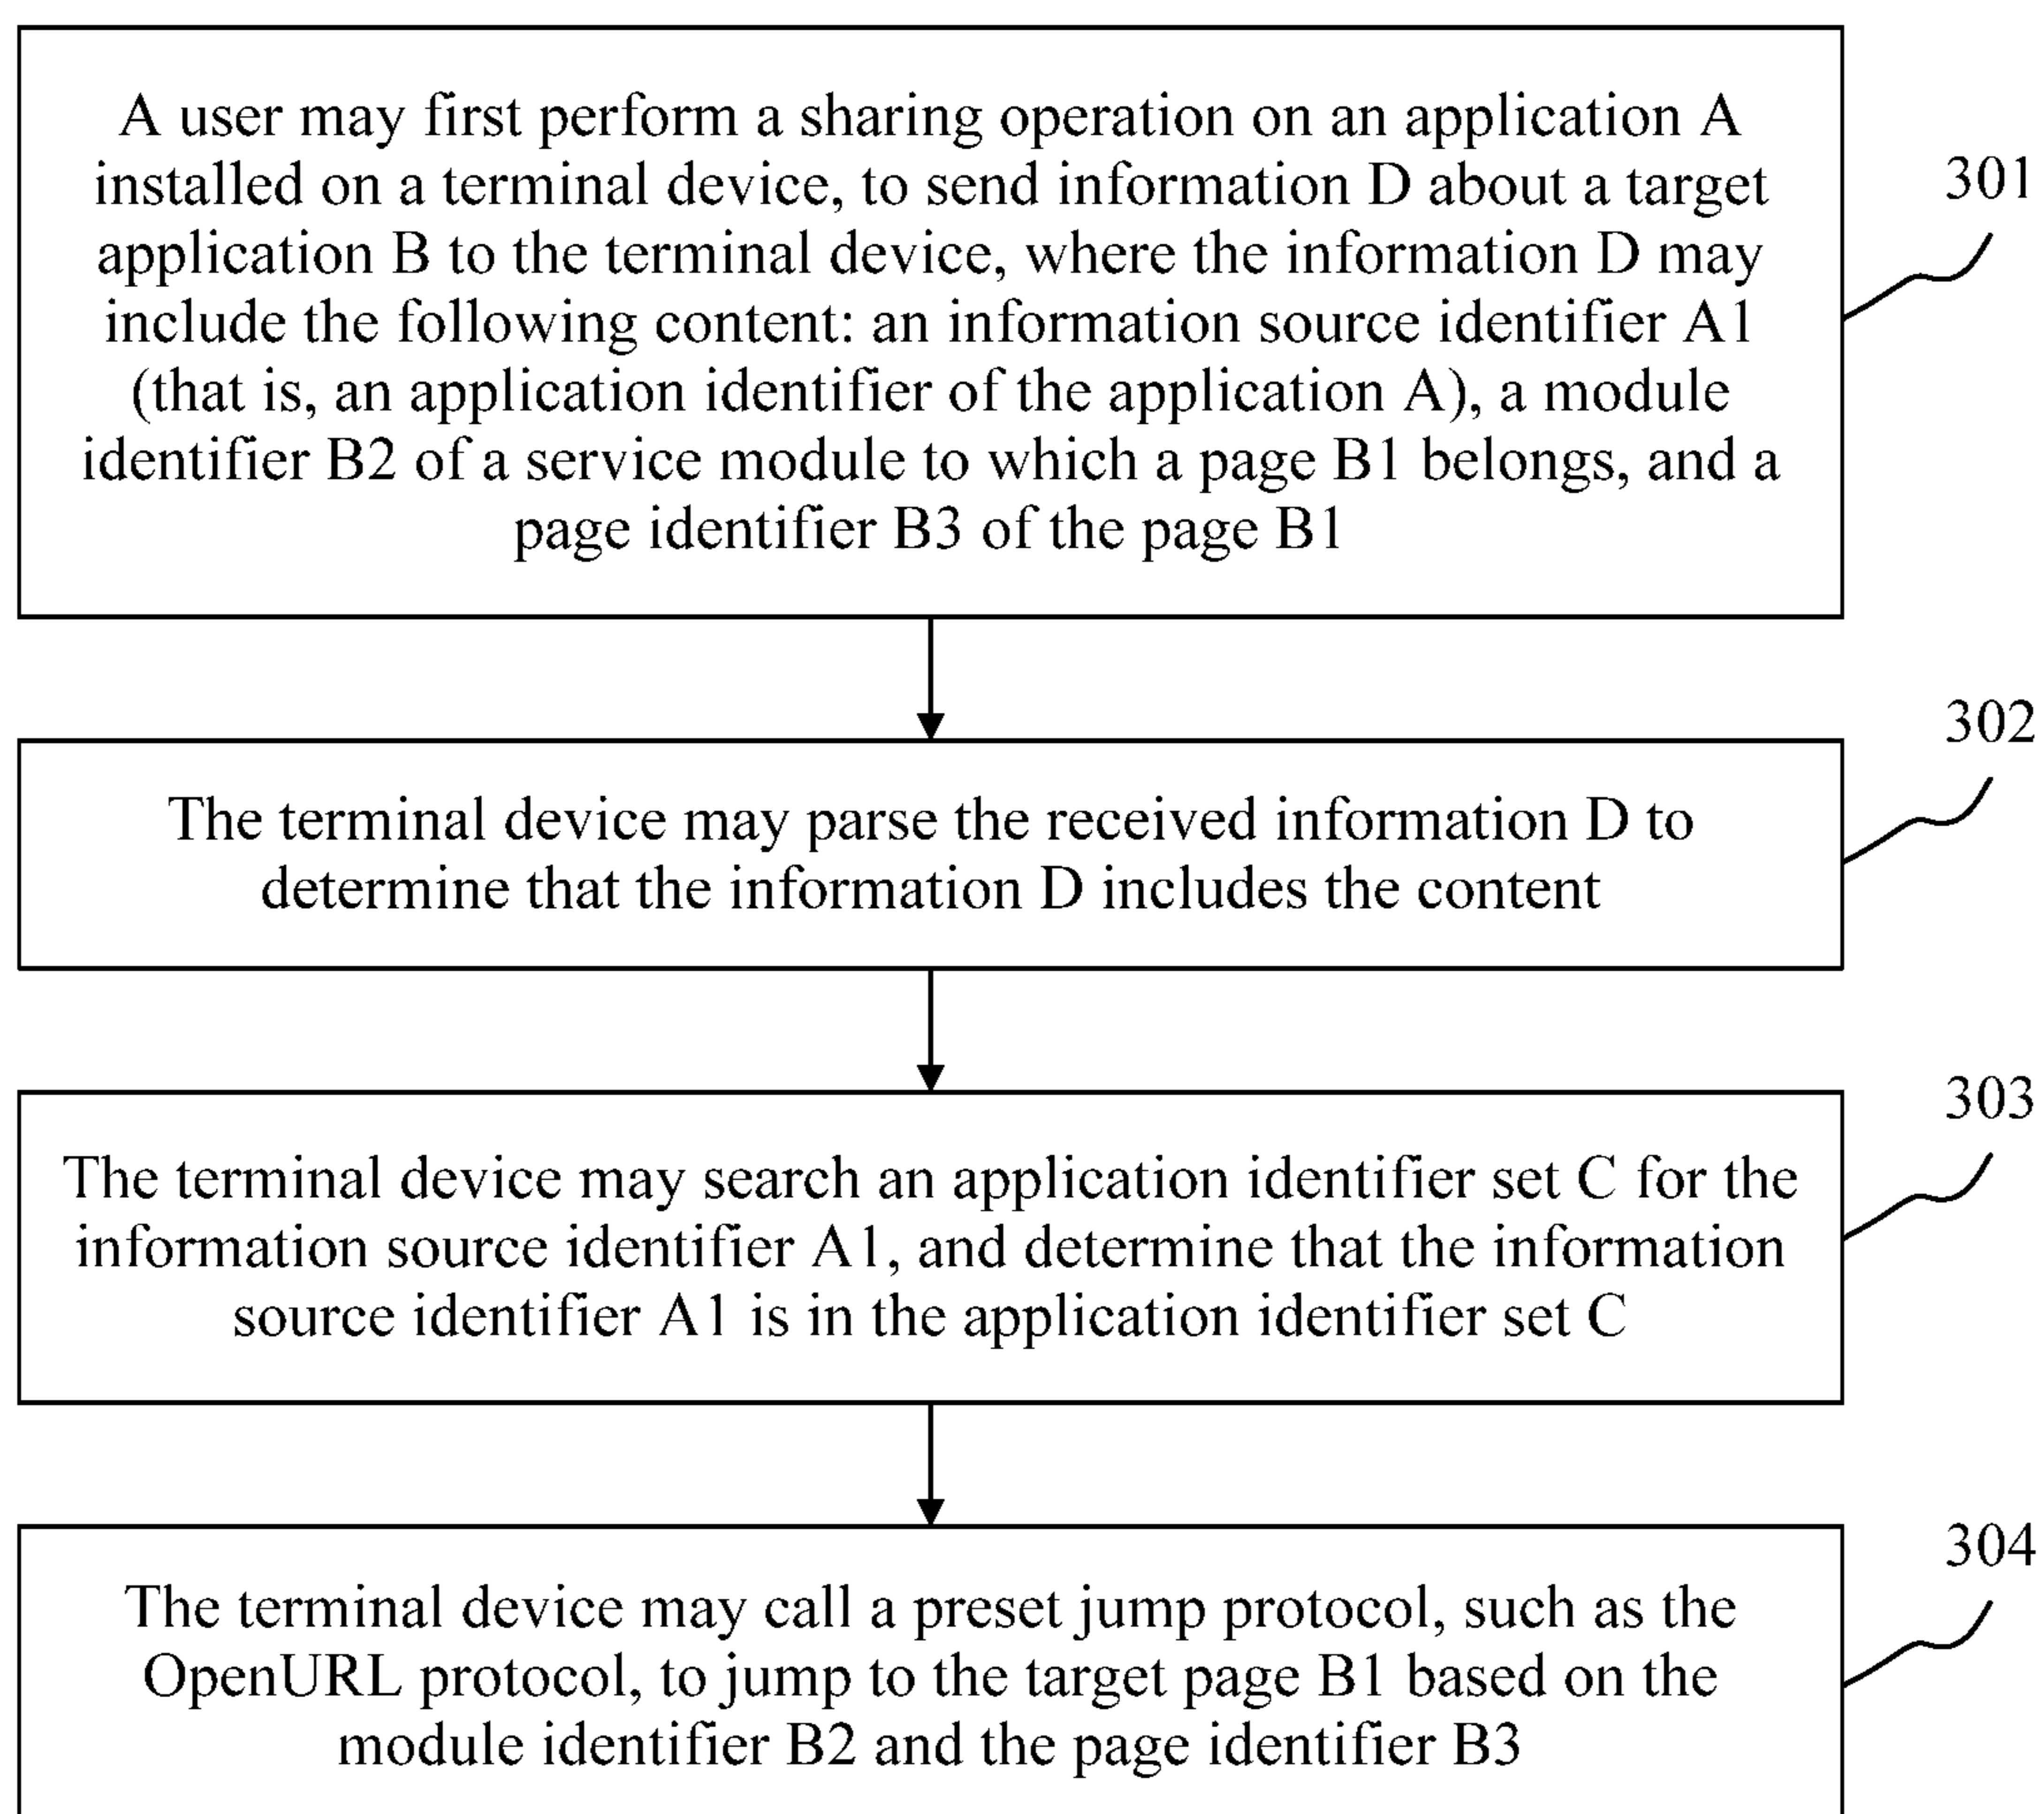 A user may first perform a sharing operation on an application A
installed on a terminal device, to send information D about a target
application B to the terminal device, where the information D may
include the following content: an information source identifier A1
(that is, an application identifier of the application A), a module
identifier B2 of a service module to which a page B1 belongs, and a
page identifier B3 of the page B1
301
The terminal device may parse the received information D to
determine that the information D includes the content
302
The terminal device may search an application identifier set C for the
information source identifier A1, and determine that the information
source identifier A1 is in the application identifier set C
303
The terminal device may call a preset jump protocol, such as the
OpenURL protocol, to jump to the target page B1 based on the
module identifier B2 and the page identifier B3
304